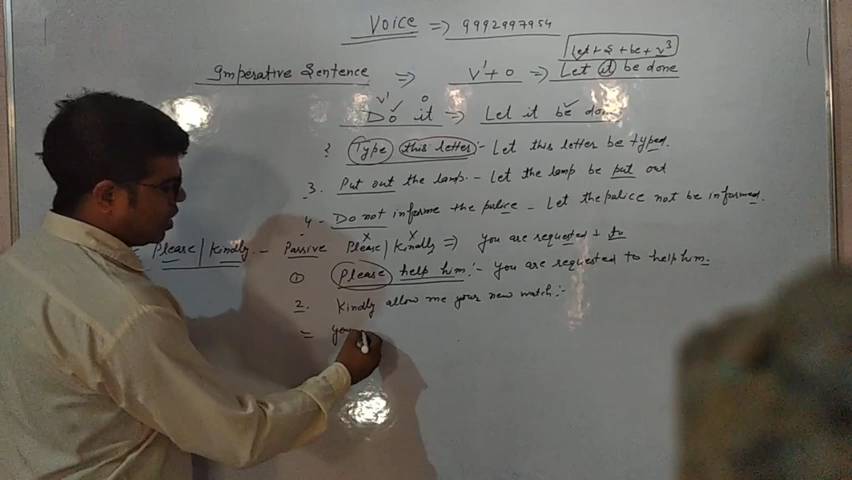 Voice => 9992997954
Let + S + be + V³
Imperative Sentence => V¹ + O => Let it be done
V¹ O
Do it => Let it be done
2 Type this letter :- Let this letter be typed.
3. Put out the lamp. - Let the lamp be put out
4 - Do not informe the police - Let the police not be informed.
Please / Kindly. - Passive Please / Kindly => you are requested + to
① Please help him :- you are requested to help him.
2. Kindly allow me your new watch :-
= you